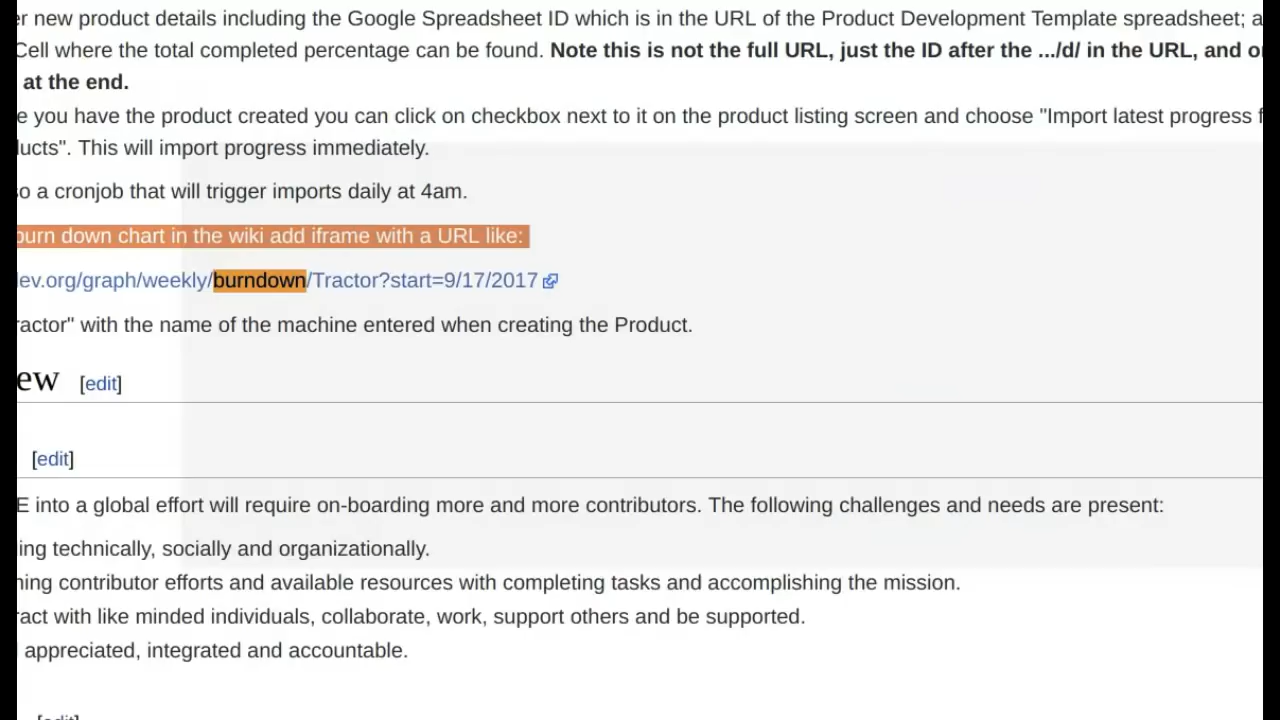 er new product details including the Google Spreadsheet ID which is in the URL of the Product Development Template spreadsheet; a
Cell where the total completed percentage can be found. Note this is not the full URL, just the ID after the .../d/ in the URL, and o
at the end.
e you have the product created you can click on checkbox next to it on the product listing screen and choose "Import latest progress f
ducts". This will import progress immediately.
so a cronjob that will trigger imports daily at 4am.
burn down chart in the wiki add iframe with a URL like:
dev.org/graph/weekly/burndown/Tractor?start=9/17/2017
ractor" with the name of the machine entered when creating the Product.
ew [edit]
[edit]
E into a global effort will require on-boarding more and more contributors. The following challenges and needs are present:
ing technically, socially and organizationally.
ning contributor efforts and available resources with completing tasks and accomplishing the mission.
ract with like minded individuals, collaborate, work, support others and be supported.
appreciated, integrated and accountable.
[edit]